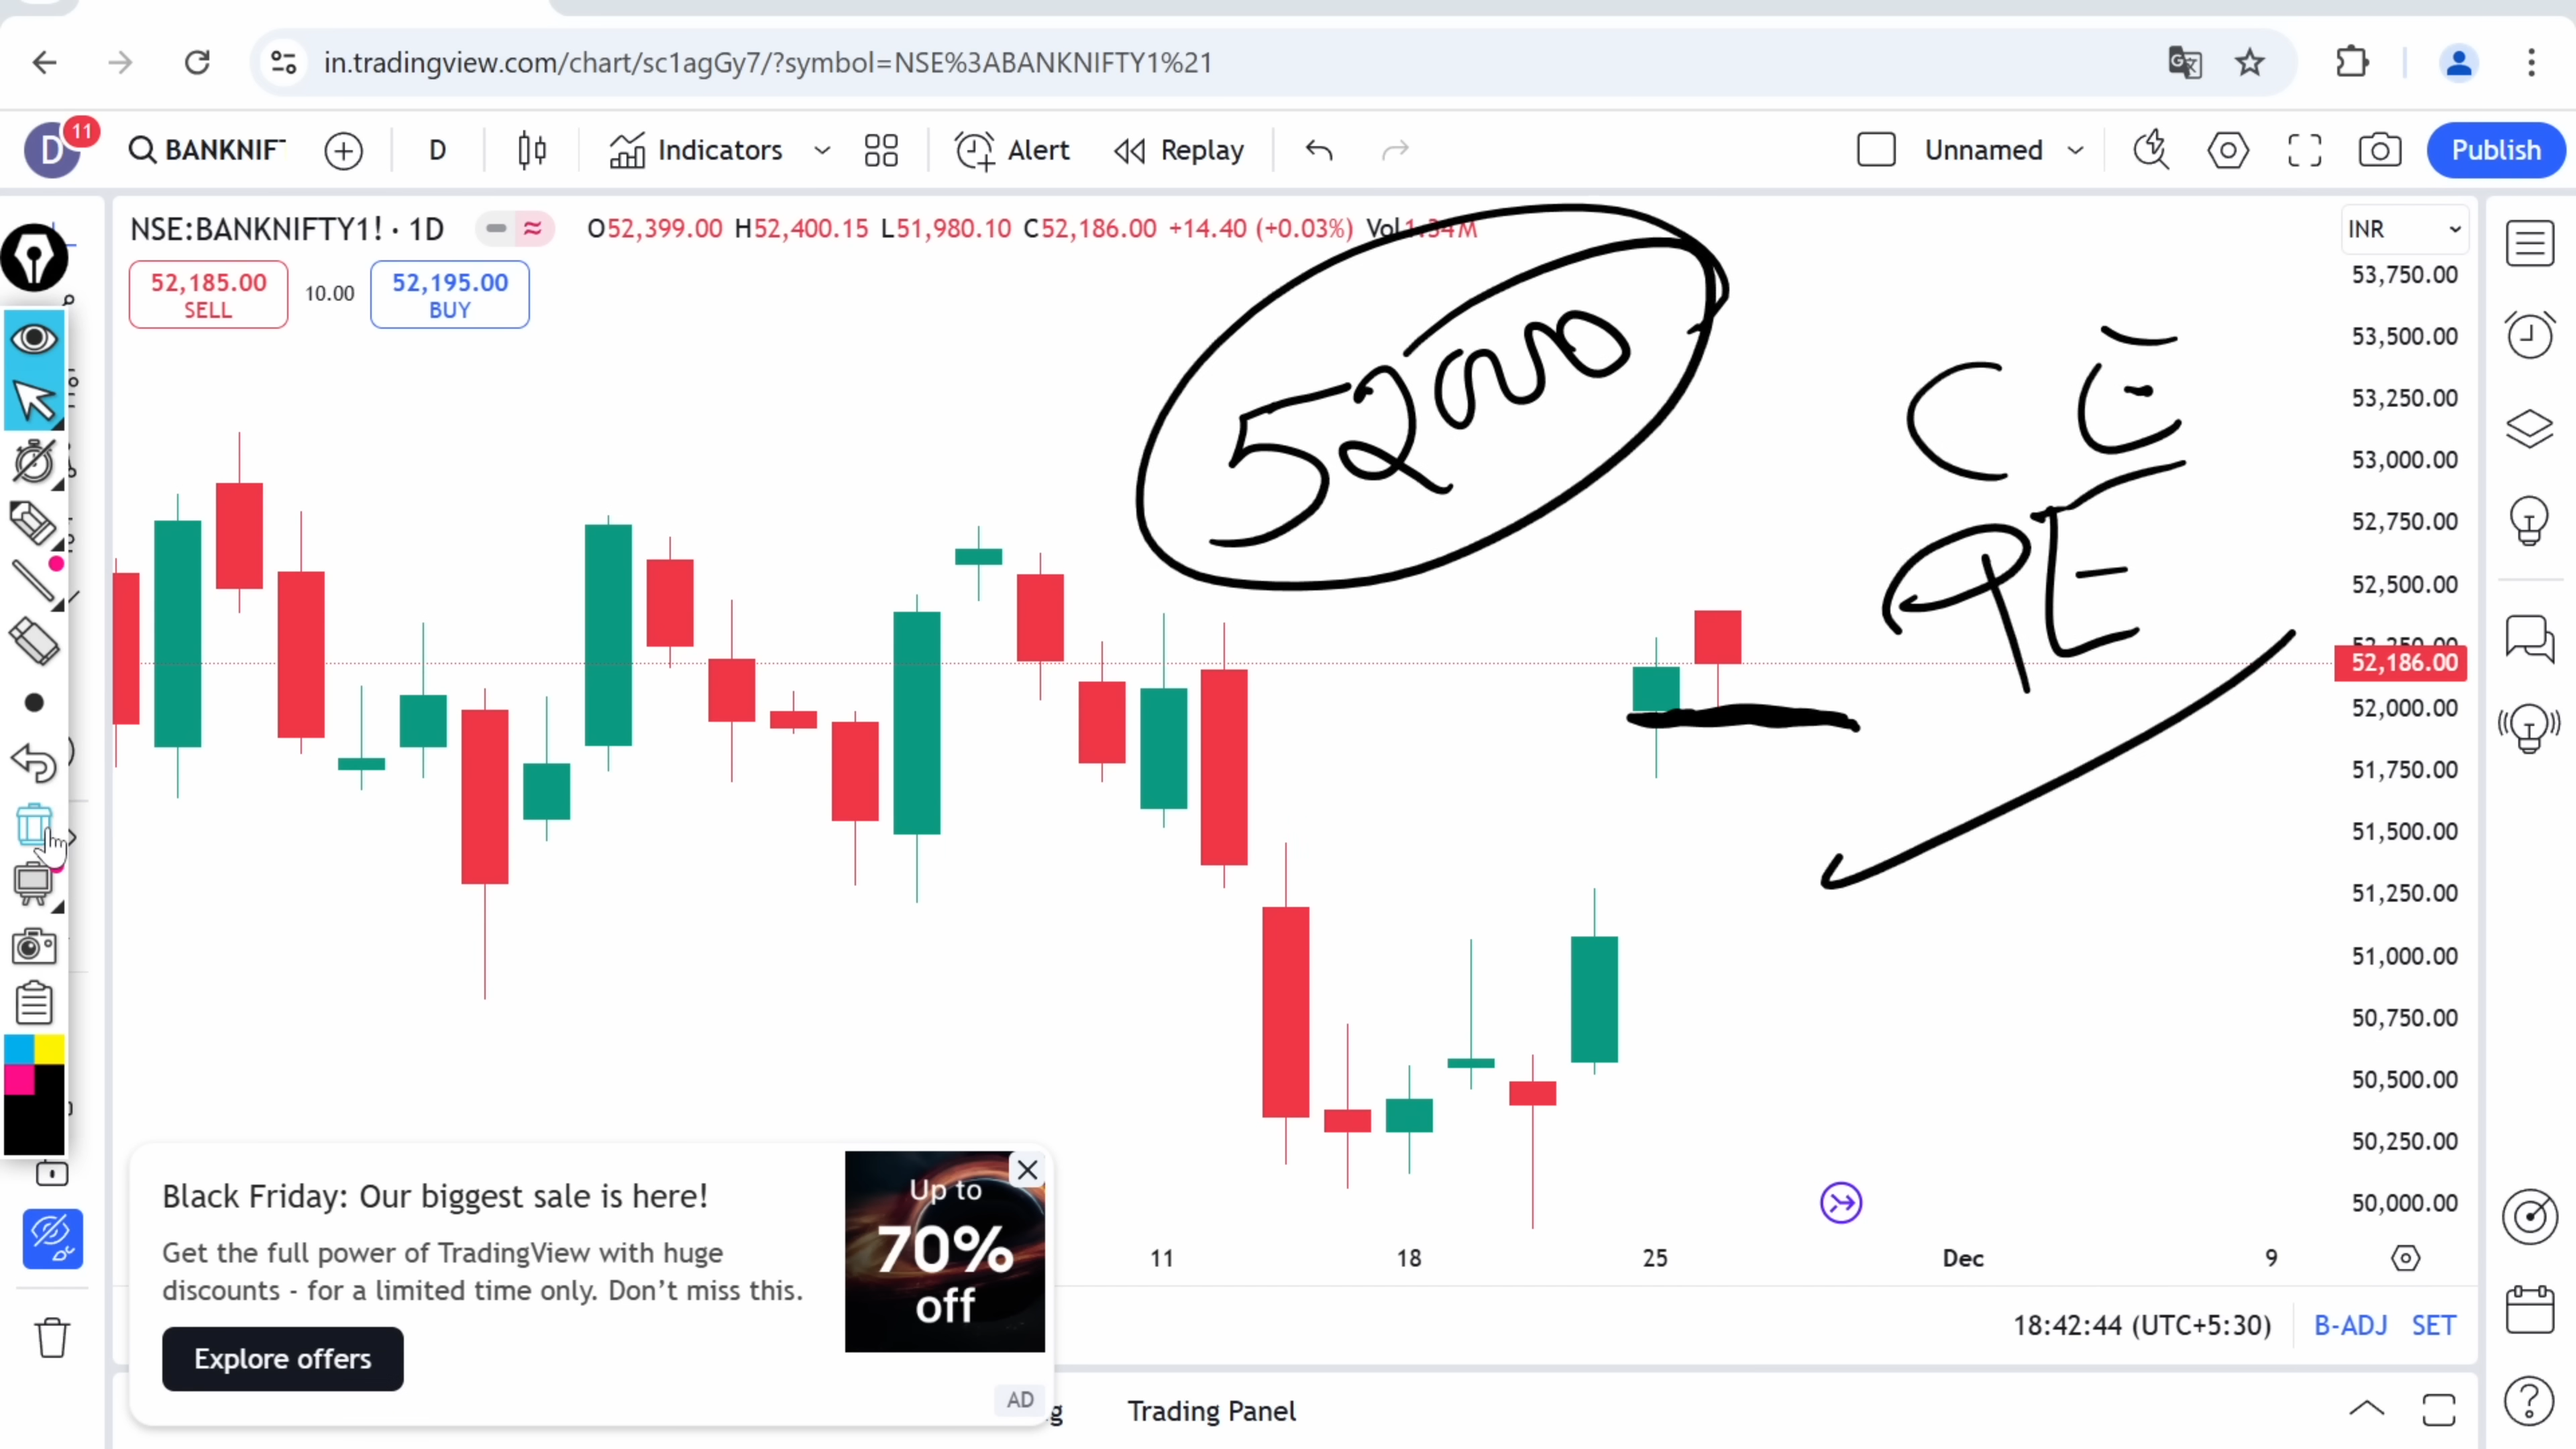 in.tradingview.com/chart/sc1agGy7/?symbol=NSE%3ABANKNIFTY1%21
D 11 BANKNIF D Indicators Alert Replay Unnamed Publish
NSE:BANKNIFTY1! · 1D O52,399.00 H52,400.15 L51,980.10 C52,186.00 +14.40 (+0.03%) Vol1.34M
INR
52,185.00 10.00 52,195.00
SELL BUY
52000
CE
PE
53,750.00
53,500.00
53,250.00
53,000.00
52,750.00
52,500.00
52,250.00
52,186.00
52,000.00
51,750.00
51,500.00
51,250.00
51,000.00
50,750.00
50,500.00
50,250.00
50,000.00
11 18 25 Dec 9
Black Friday: Our biggest sale is here!
Get the full power of TradingView with huge
discounts - for a limited time only. Don’t miss this.
Explore offers
Up to
70%
off
AD
18:42:44 (UTC+5:30) B-ADJ SET
g Trading Panel